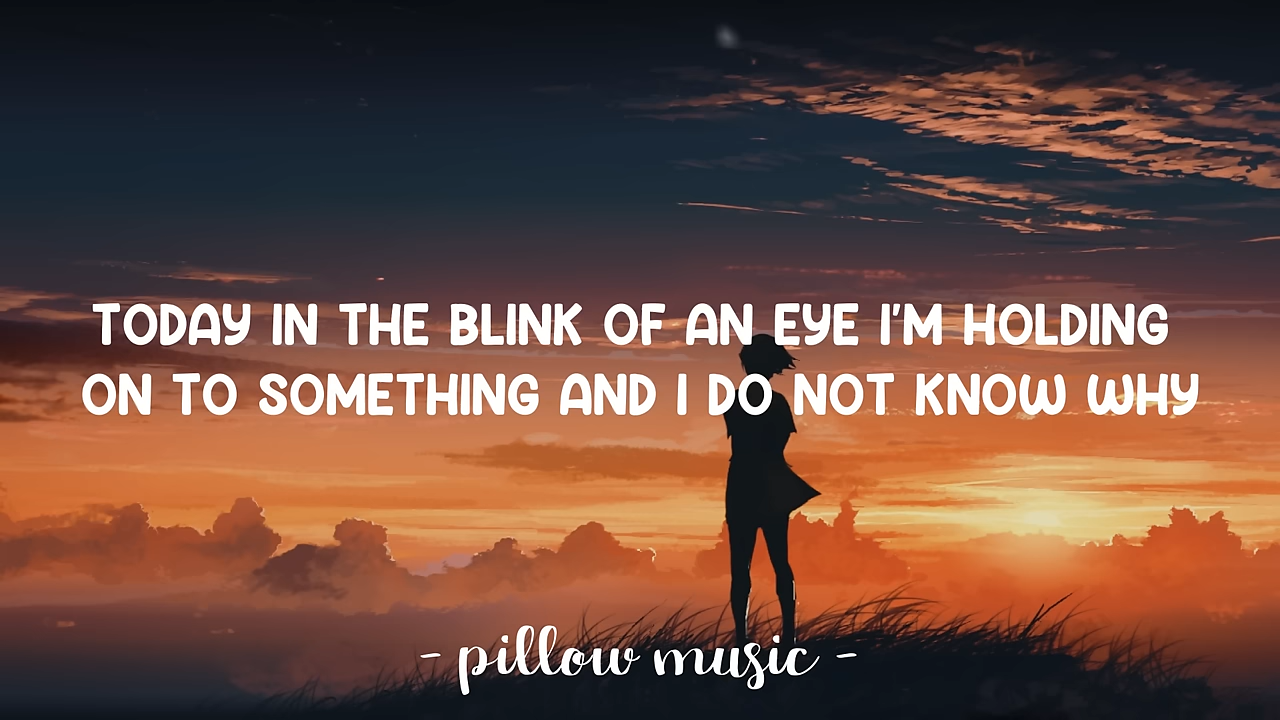 TODAY IN THE BLINK OF AN EYE I'M HOLDING
ON TO SOMETHING AND I DO NOT KNOW WHY
- pillow music -